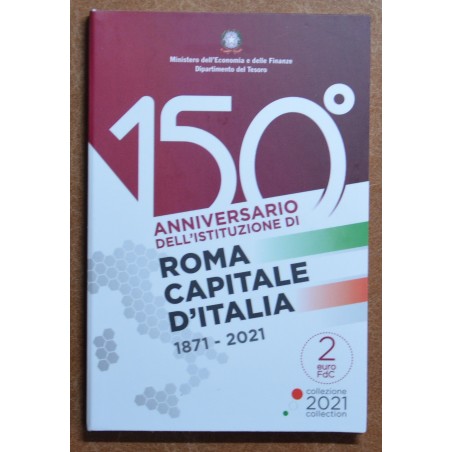 Ministero dell'Economia e delle Finanze
Dipartimento del Tesoro
150°
ANNIVERSARIO
DELL'ISTITUZIONE DI
ROMA
CAPITALE
D'ITALIA
1871 - 2021
2
euro
FdC
collezione
2021
collection